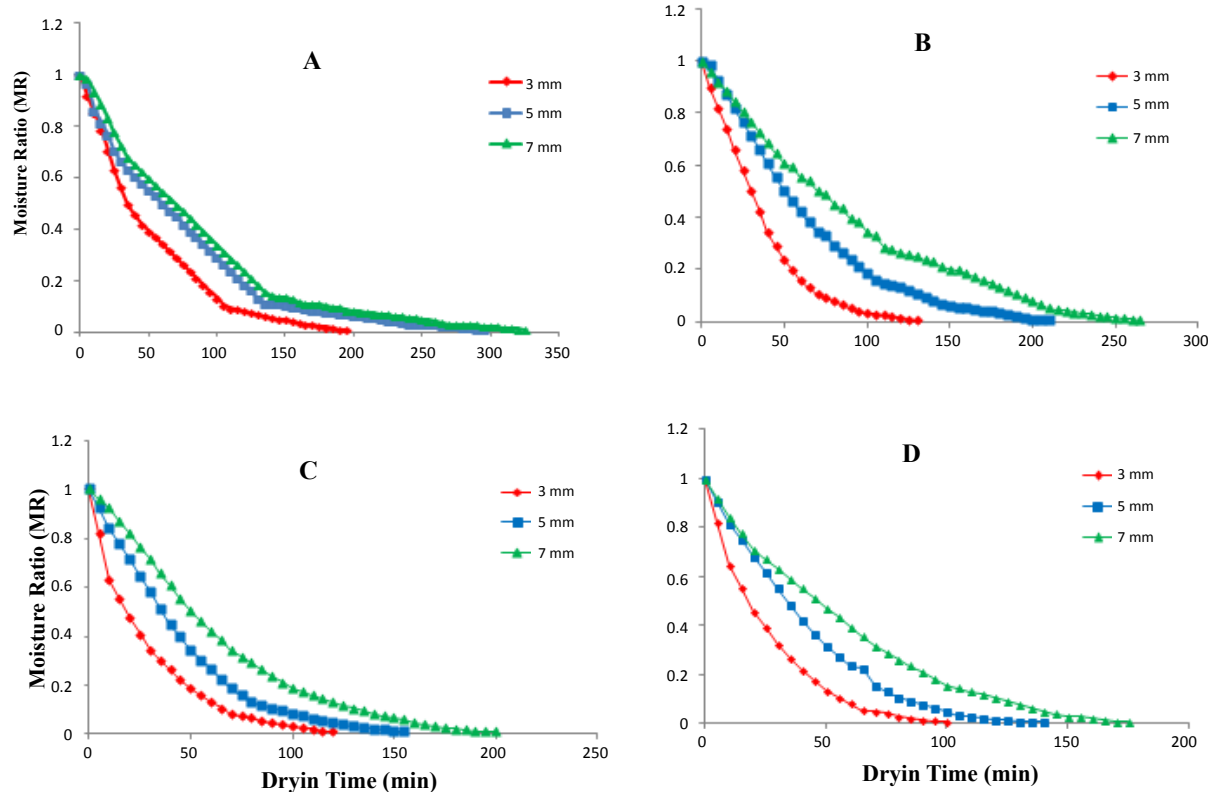 A
Moisture Ratio (MR)
1.2
1
0.8
0.6
0.4
0.2
0
0 50 100 150 200 250 300 350
3 mm
5 mm
7 mm
B
1.2
1
0.8
0.6
0.4
0.2
0
0 50 100 150 200 250 300
3 mm
5 mm
7 mm
C
Moisture Ratio (MR)
1.2
1
0.8
0.6
0.4
0.2
0
0 50 100 150 200 250
3 mm
5 mm
7 mm
Dryin Time (min)
D
1.2
1
0.8
0.6
0.4
0.2
0
0 50 100 150 200
3 mm
5 mm
7 mm
Dryin Time (min)